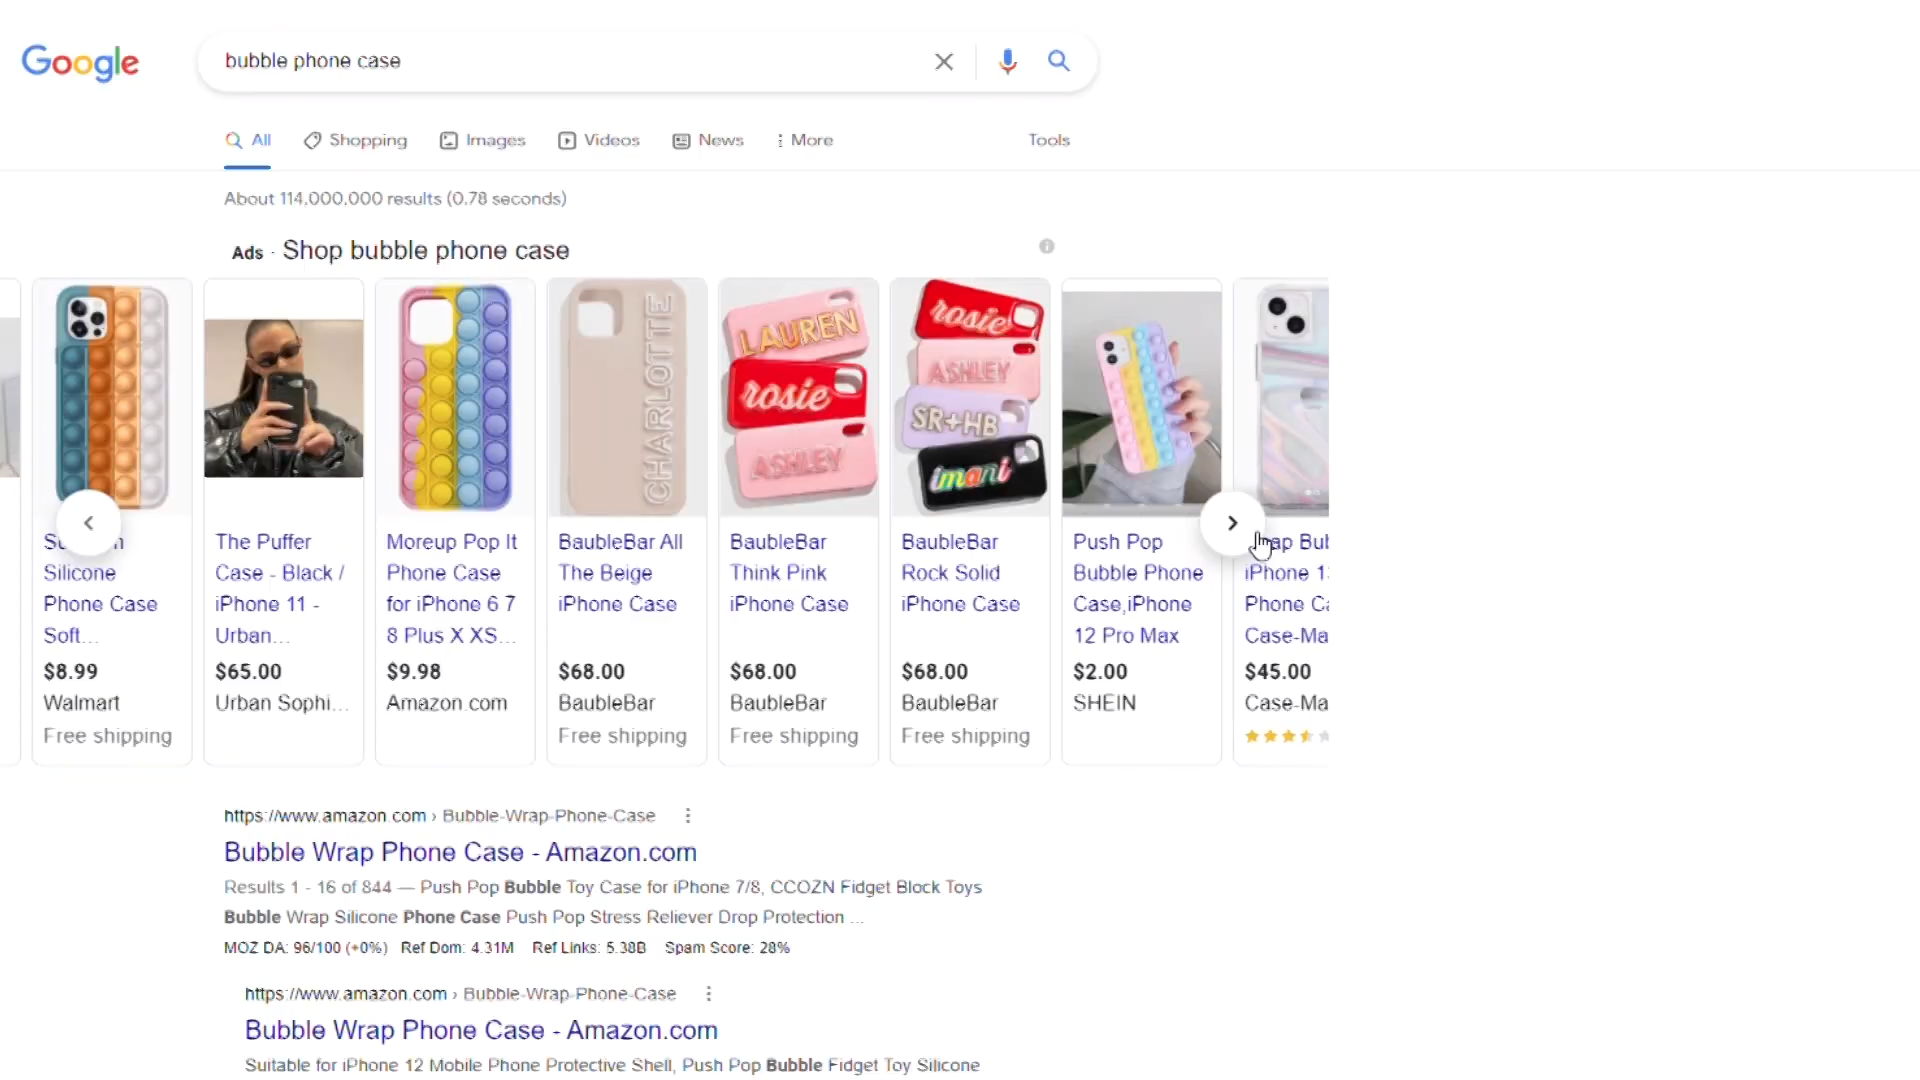 Google
bubble phone case
All
Shopping
Images
Videos
News
More
Tools
About 114,000,000 results (0.78 seconds)
Ads · Shop bubble phone case
CHARLOTTE
LAUREN
rosie
ASHLEY
rosie
ASHLEY
SR+HB
imani
Silicone
Phone Case
Soft...
$8.99
Walmart
Free shipping
The Puffer
Case - Black /
iPhone 11 -
Urban...
$65.00
Urban Sophi...
Moreup Pop It
Phone Case
for iPhone 6 7
8 Plus X XS...
$9.98
Amazon.com
BaubleBar All
The Beige
iPhone Case
$68.00
BaubleBar
Free shipping
BaubleBar
Think Pink
iPhone Case
$68.00
BaubleBar
Free shipping
BaubleBar
Rock Solid
iPhone Case
$68.00
BaubleBar
Free shipping
Push Pop
Bubble Phone
Case,iPhone
12 Pro Max
$2.00
SHEIN
iPhone 1
Phone Ca
Case-Ma
$45.00
Case-Ma
https://www.amazon.com › Bubble-Wrap-Phone-Case
Bubble Wrap Phone Case - Amazon.com
Results 1 - 16 of 844 — Push Pop Bubble Toy Case for iPhone 7/8, CCOZN Fidget Block Toys
Bubble Wrap Silicone Phone Case Push Pop Stress Reliever Drop Protection ...
MOZ DA: 96/100 (+0%) Ref Dom: 4.31M Ref Links: 5.38B Spam Score: 28%
https://www.amazon.com › Bubble-Wrap-Phone-Case
Bubble Wrap Phone Case - Amazon.com
Suitable for iPhone 12 Mobile Phone Protective Shell, Push Pop Bubble Fidget Toy Silicone